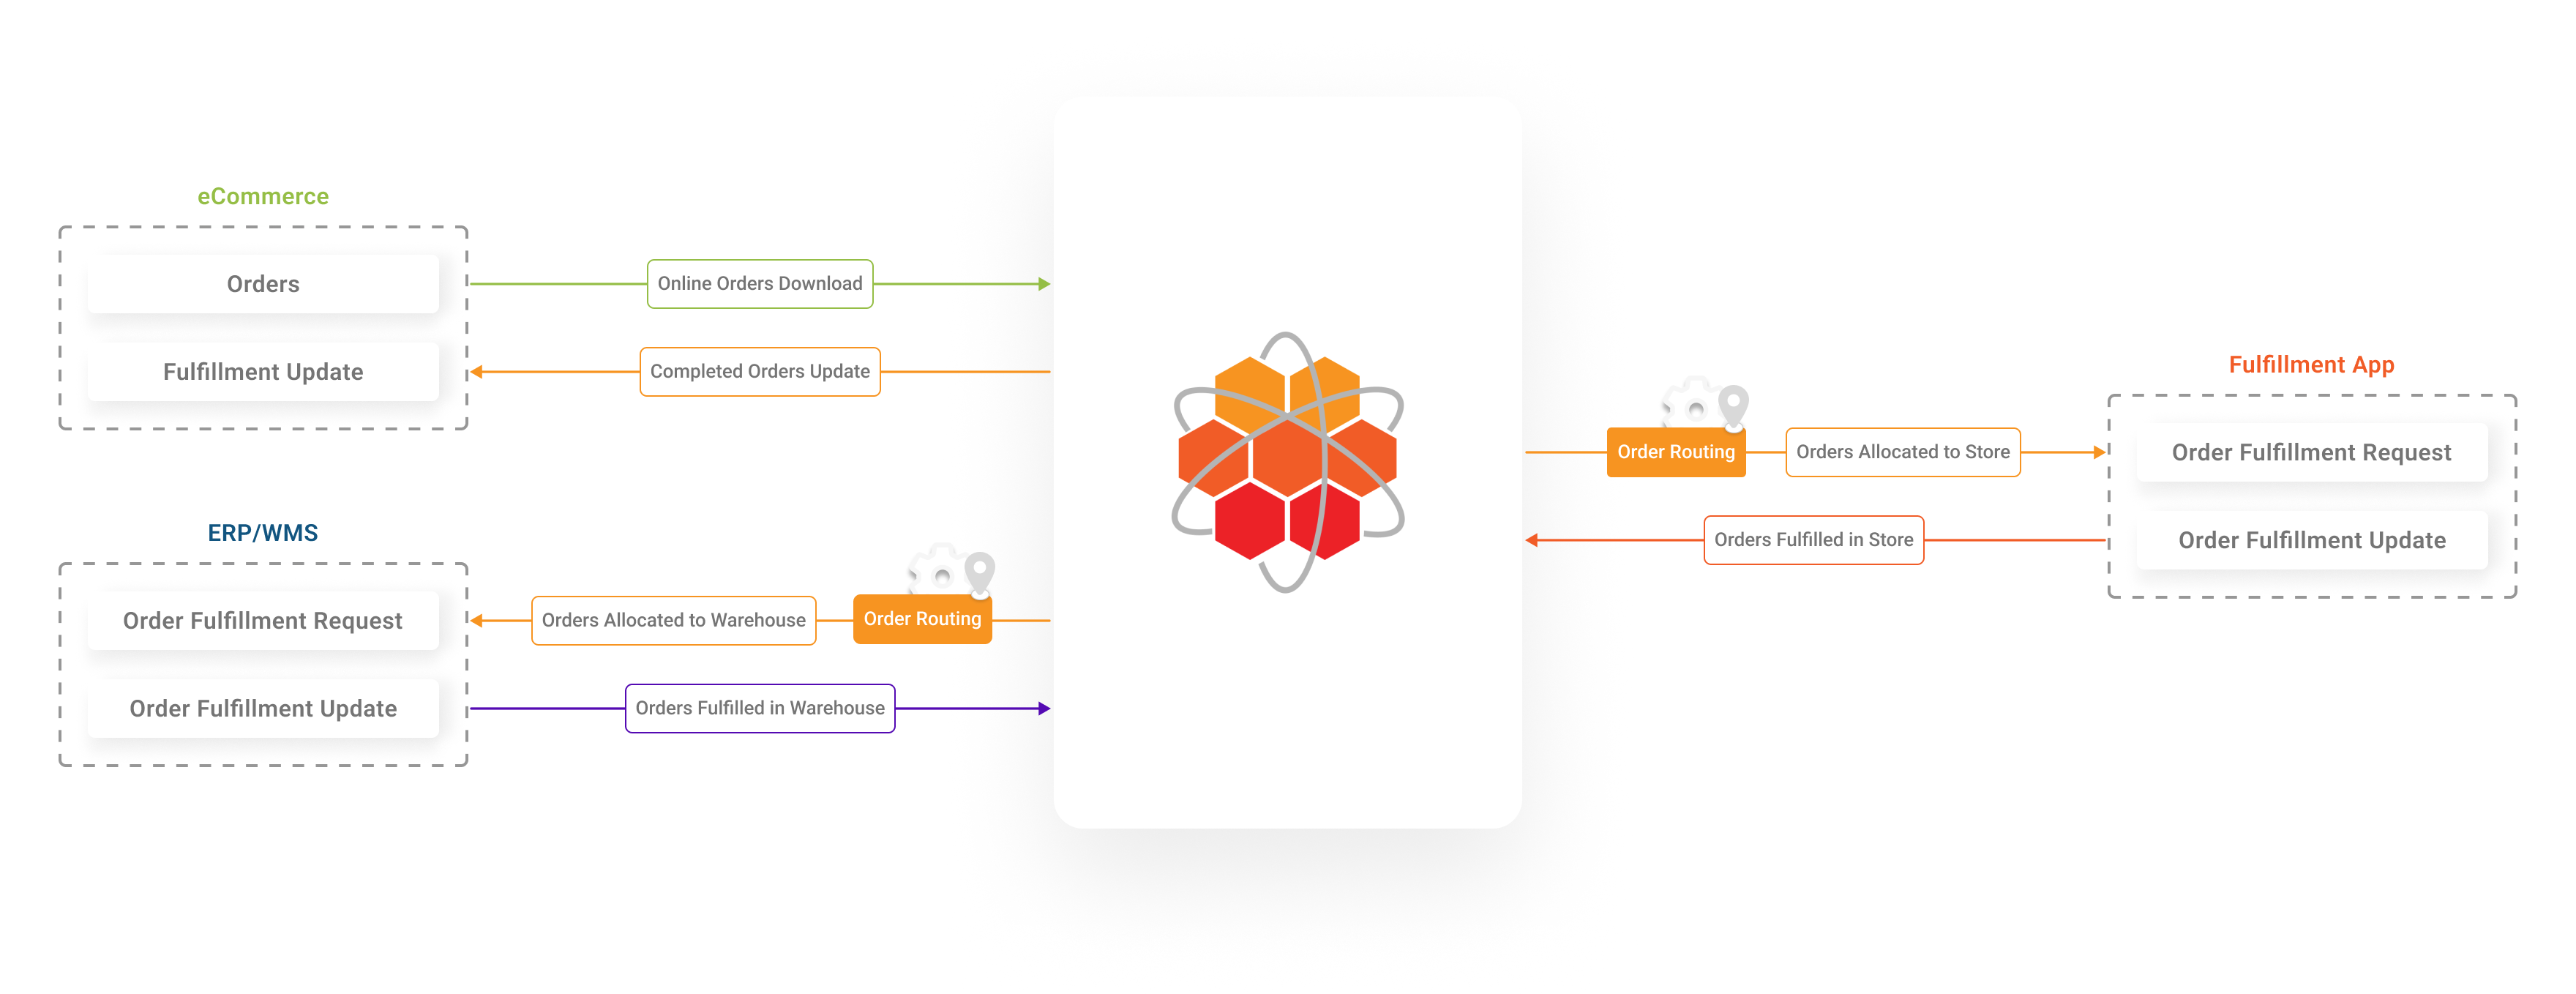 eCommerce
Orders
Online Orders Download
Fulfillment Update
Completed Orders Update
ERP/WMS
Order Fulfillment Request
Orders Allocated to Warehouse
Order Routing
Order Fulfillment Update
Orders Fulfilled in Warehouse
Fulfillment App
Order Routing
Orders Allocated to Store
Order Fulfillment Request
Orders Fulfilled in Store
Order Fulfillment Update